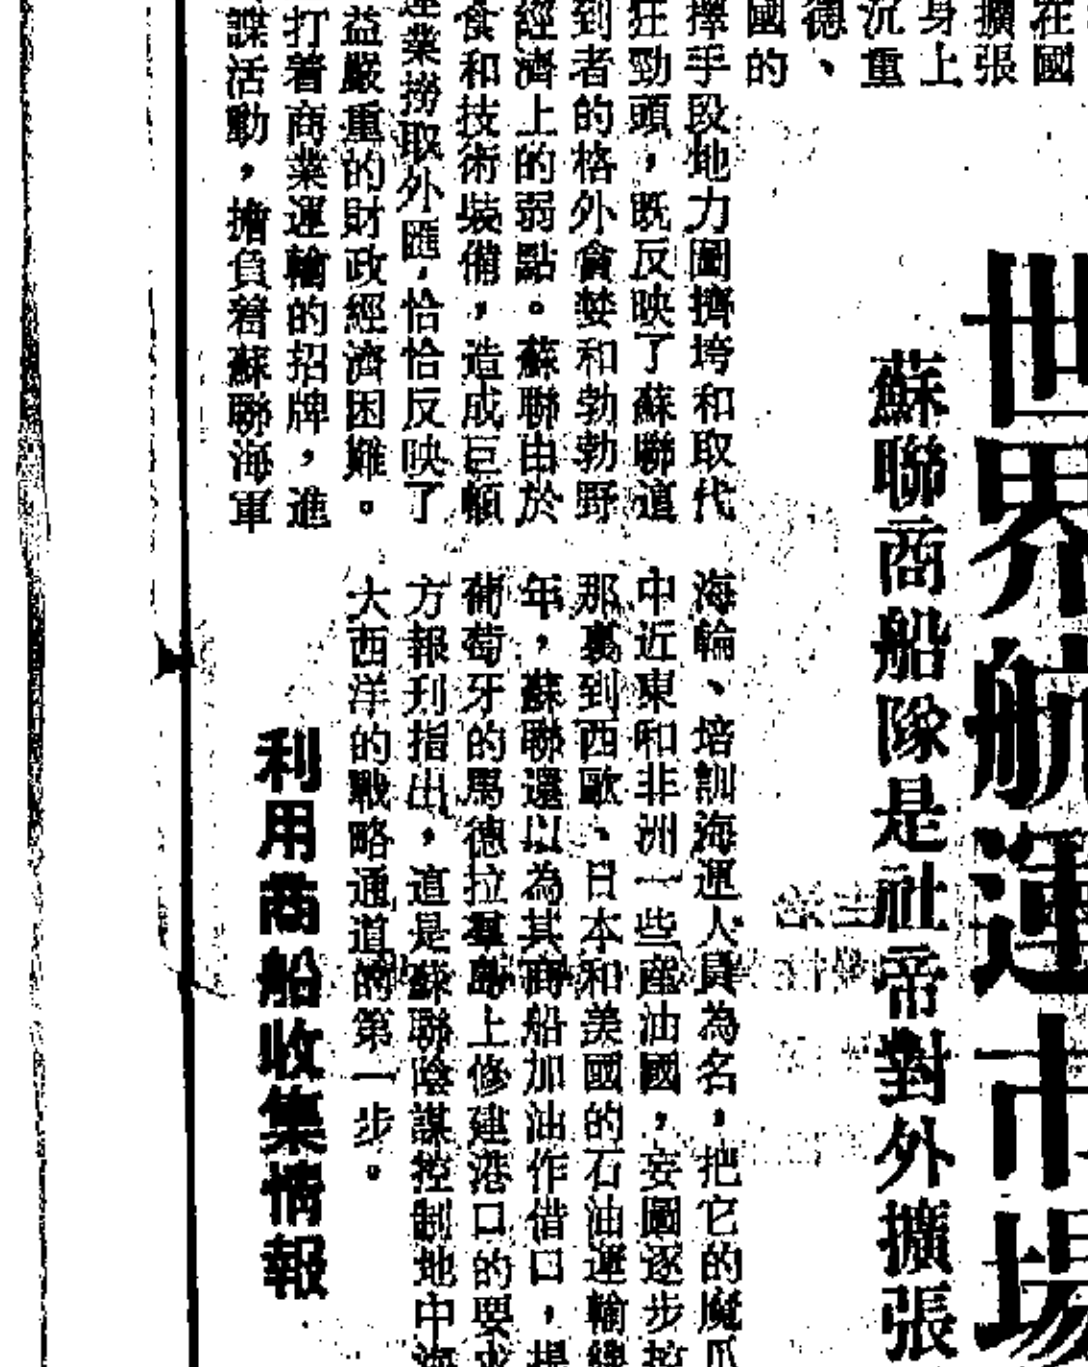 世界航運市場
蘇聯商船隊是社帝對外擴張
在國
擴張
身上
沉重
德、
國的
擇手段地力圖擠垮和取代
狂勁頭，既反映了蘇聯這
到者的格外貪婪和勃勃野
經濟上的弱點。蘇聯由於
食和技術裝備，造成巨額
運業撈取外匯，恰恰反映了
益嚴重的財政經濟困難。
打着商業運輸的招牌，進
諜活動，擔負着蘇聯海軍
海輪、培訓海運人員為名，把它的魔爪
中近東和非洲一些產油國，妄圖逐步控
那裏到西歐、日本和美國的石油運輸線
年，蘇聯還以為其商船加油作借口，提
葡萄牙的馬德拉羣島上修建港口的要求
方報刊指出，這是蘇聯陰謀控制地中海
大西洋的戰略通道的第一步。
利用商船收集情報